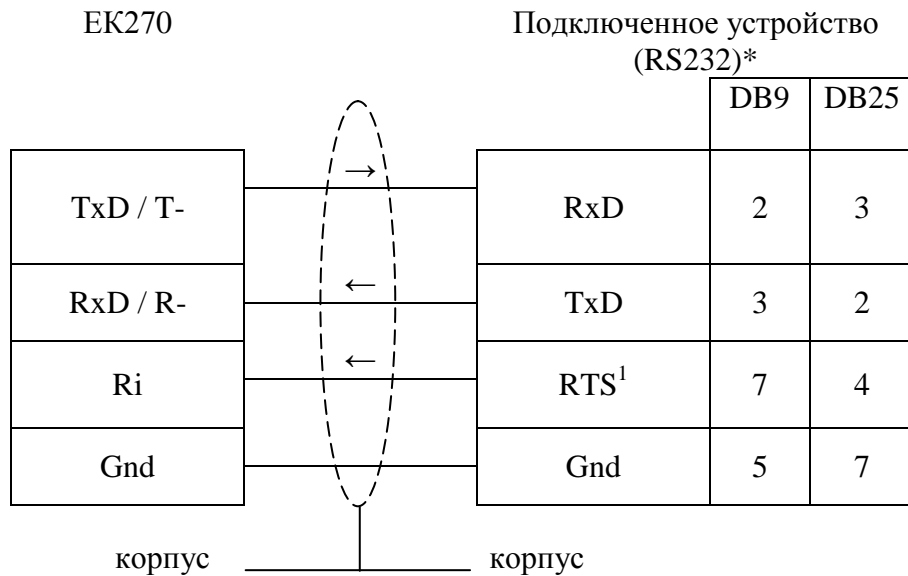 ЕК270
Подключенное устройство
(RS232)*
DB9 DB25
TxD / T- → RxD 2 3
RxD / R- ← TxD 3 2
Ri ← RTS¹ 7 4
Gnd Gnd 5 7
корпус корпус